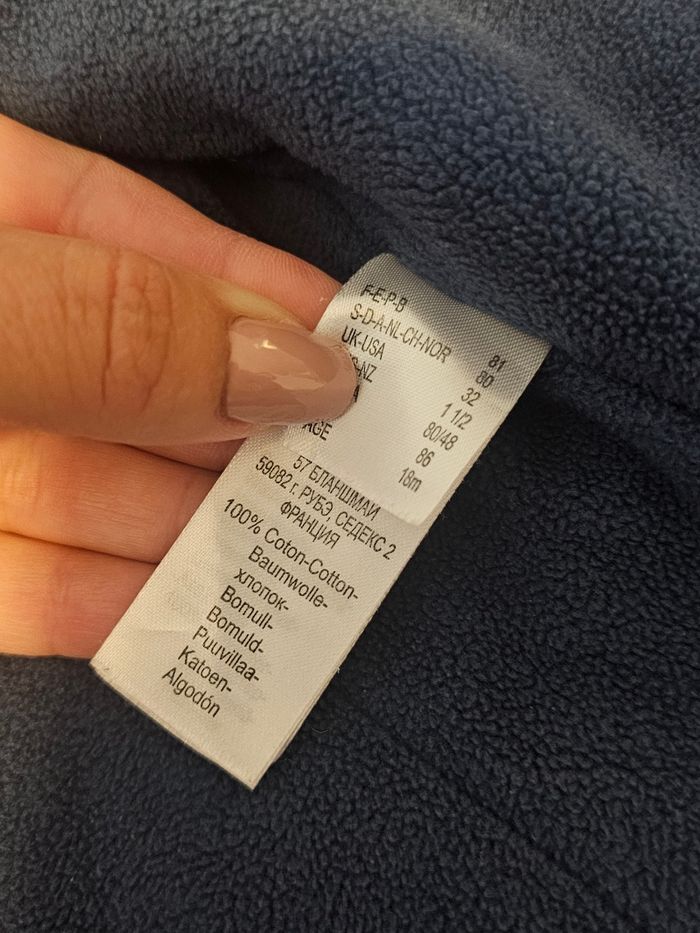 F-E-P-B 81
S-D-A-NL-CH-NOR 80
UK-USA 32
NZ 1 1/2
80/48
86
AGE 18m
57 БЛАНШМАИ
59082 г. РУБЭ, СЕДЕКС 2
ФРАНЦИЯ
100% Coton-Cotton-
Baumwolle-
хлопок-
Bomull-
Bomuld-
Puuvillaa-
Katoen-
Algodón